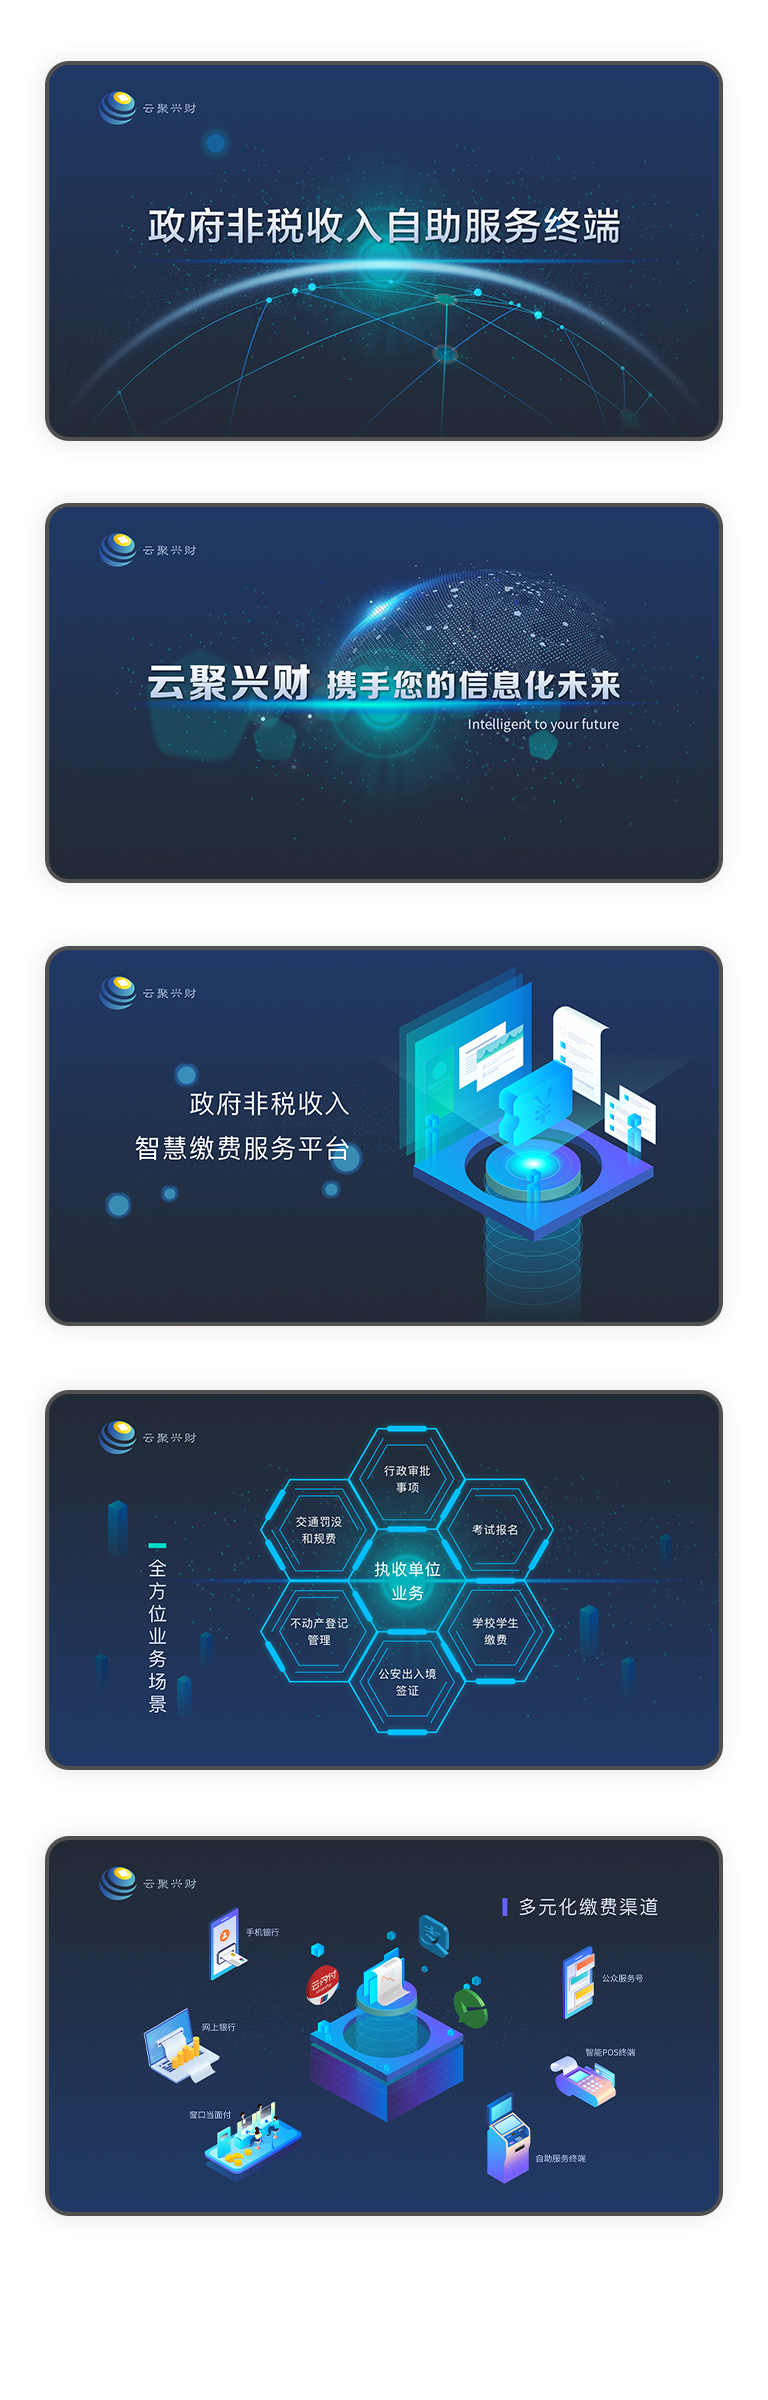 云聚兴财
政府非税收入自助服务终端
云聚兴财
云聚兴财 携手您的信息化未来
Intelligent to your future
云聚兴财
政府非税收入
智慧缴费服务平台
云聚兴财
全方位业务场景
行政审批
事项
交通罚没
和规费
考试报名
执收单位
业务
不动产登记
管理
学校学生
缴费
公安出入境
签证
云聚兴财
多元化缴费渠道
手机银行
云闪付
公众服务号
网上银行
智能POS终端
窗口当面付
自助服务终端